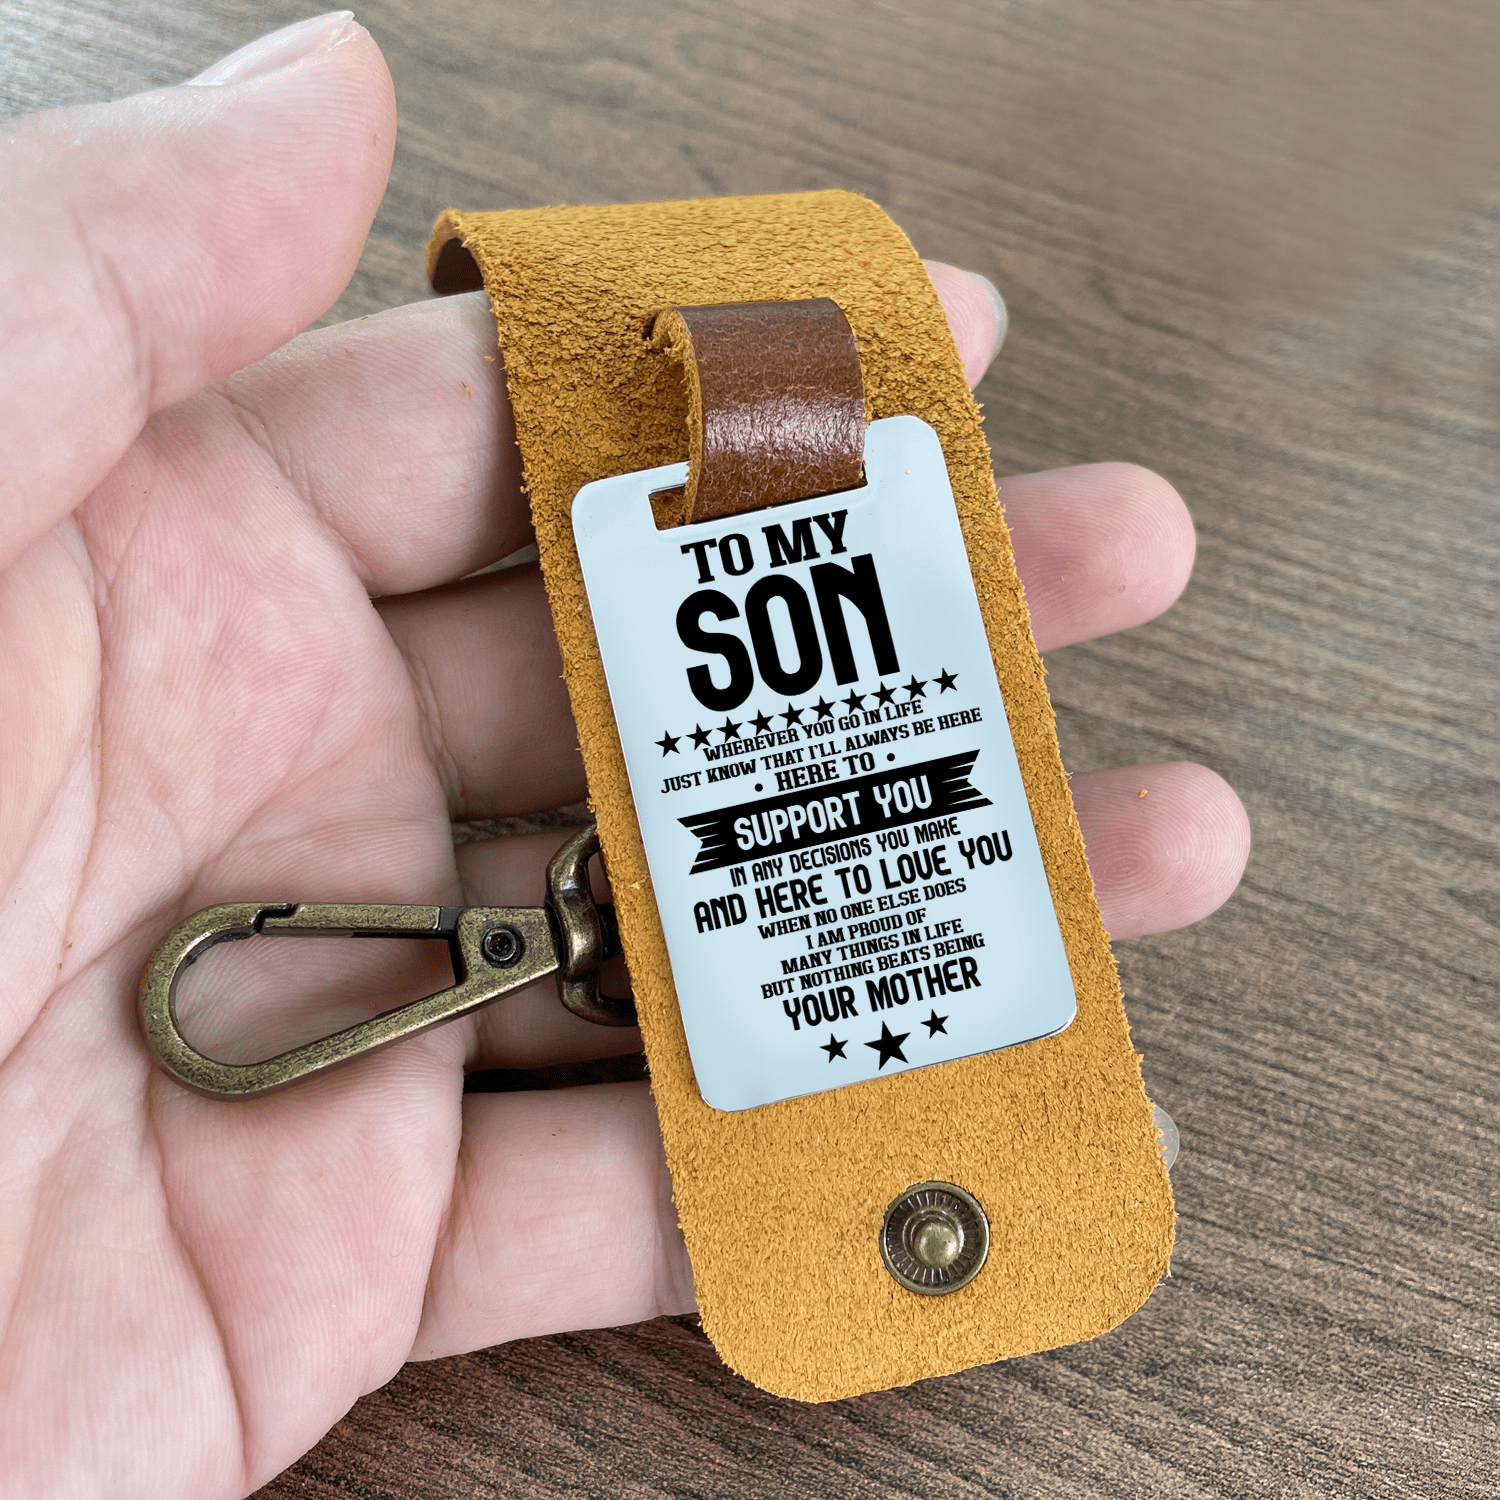 TO MY
SON
WHEREVER YOU GO IN LIFE
JUST KNOW THAT I'LL ALWAYS BE HERE
• HERE TO •
SUPPORT YOU
IN ANY DECISIONS YOU MAKE
AND HERE TO LOVE YOU
WHEN NO ONE ELSE DOES
I AM PROUD OF
MANY THINGS IN LIFE
BUT NOTHING BEATS BEING
YOUR MOTHER